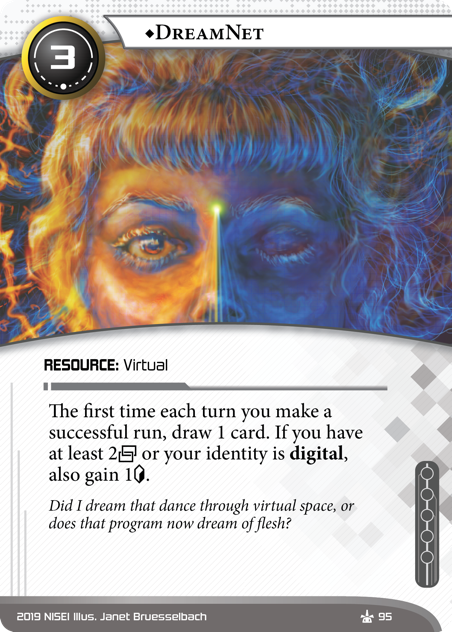 3
♦DREAMNET
RESOURCE: Virtual
The first time each turn you make a
successful run, draw 1 card. If you have
at least 2 or your identity is digital,
also gain 1.
Did I dream that dance through virtual space, or
does that program now dream of flesh?
2019 NISEI Illus. Janet Bruesselbach
95